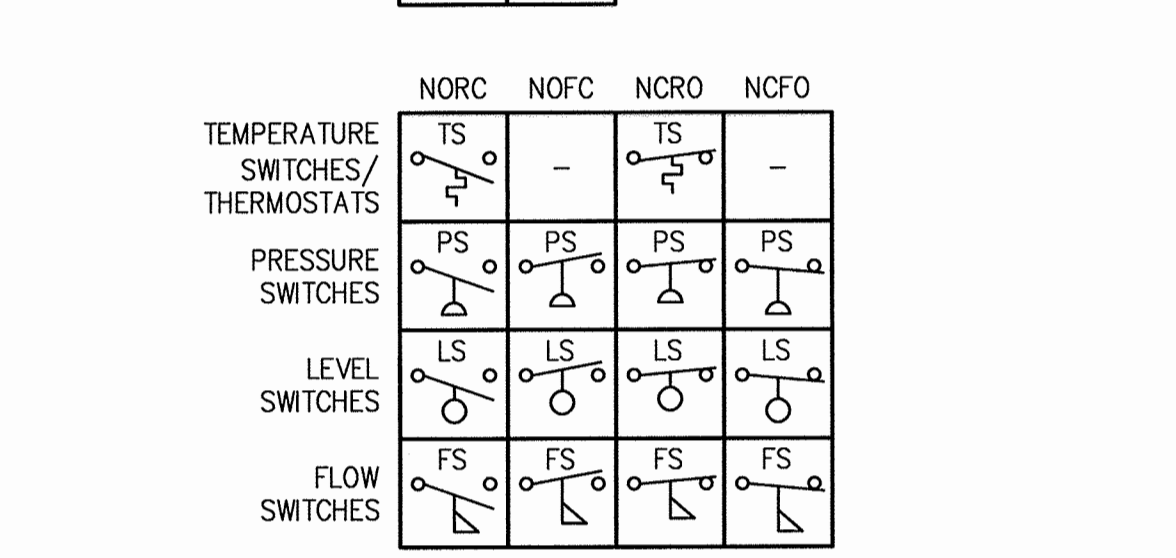 NORC NOFC NCRO NCFO
TEMPERATURE
SWITCHES/
THERMOSTATS
TS – TS –
PRESSURE
SWITCHES
PS PS PS PS
LEVEL
SWITCHES
LS LS LS LS
FLOW
SWITCHES
FS FS FS FS